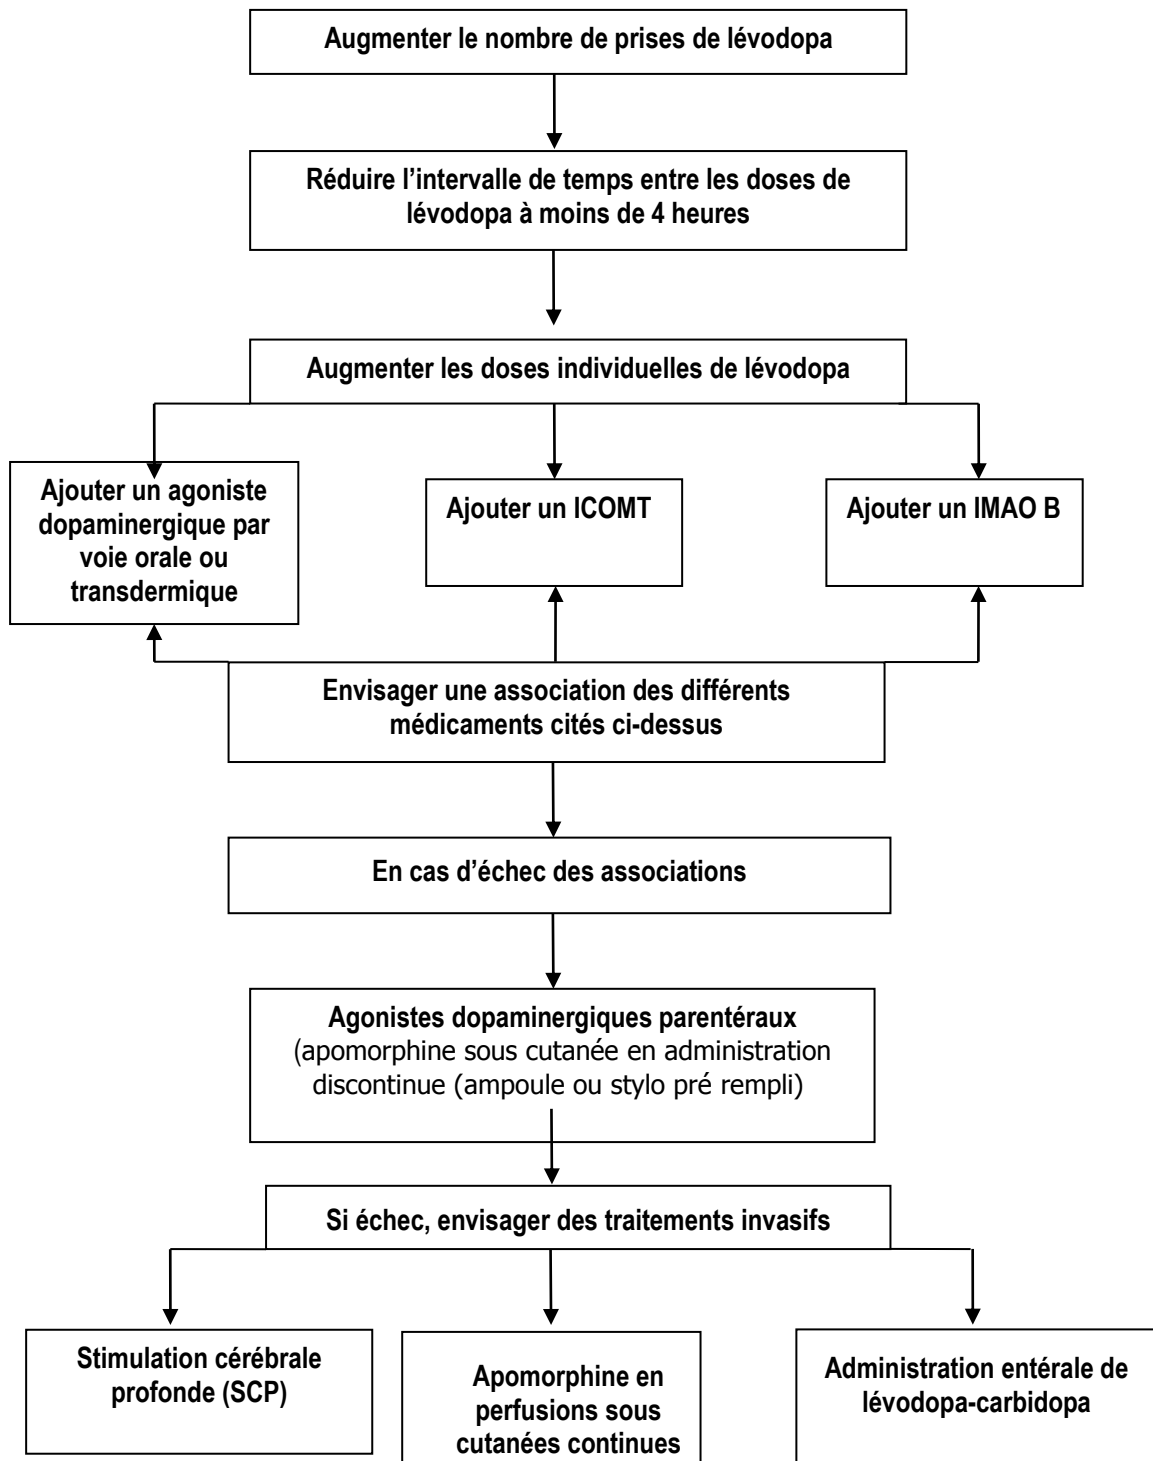 Augmenter le nombre de prises de lévodopa
Réduire l’intervalle de temps entre les doses de
lévodopa à moins de 4 heures
Augmenter les doses individuelles de lévodopa
Ajouter un agoniste
dopaminergique par
voie orale ou
transdermique
Ajouter un ICOMT
Ajouter un IMAO B
Envisager une association des différents
médicaments cités ci-dessus
En cas d’échec des associations
Agonistes dopaminergiques parentéraux
(apomorphine sous cutanée en administration
discontinue (ampoule ou stylo pré rempli)
Si échec, envisager des traitements invasifs
Stimulation cérébrale
profonde (SCP)
Apomorphine en
perfusions sous
cutanées continues
Administration entérale de
lévodopa-carbidopa